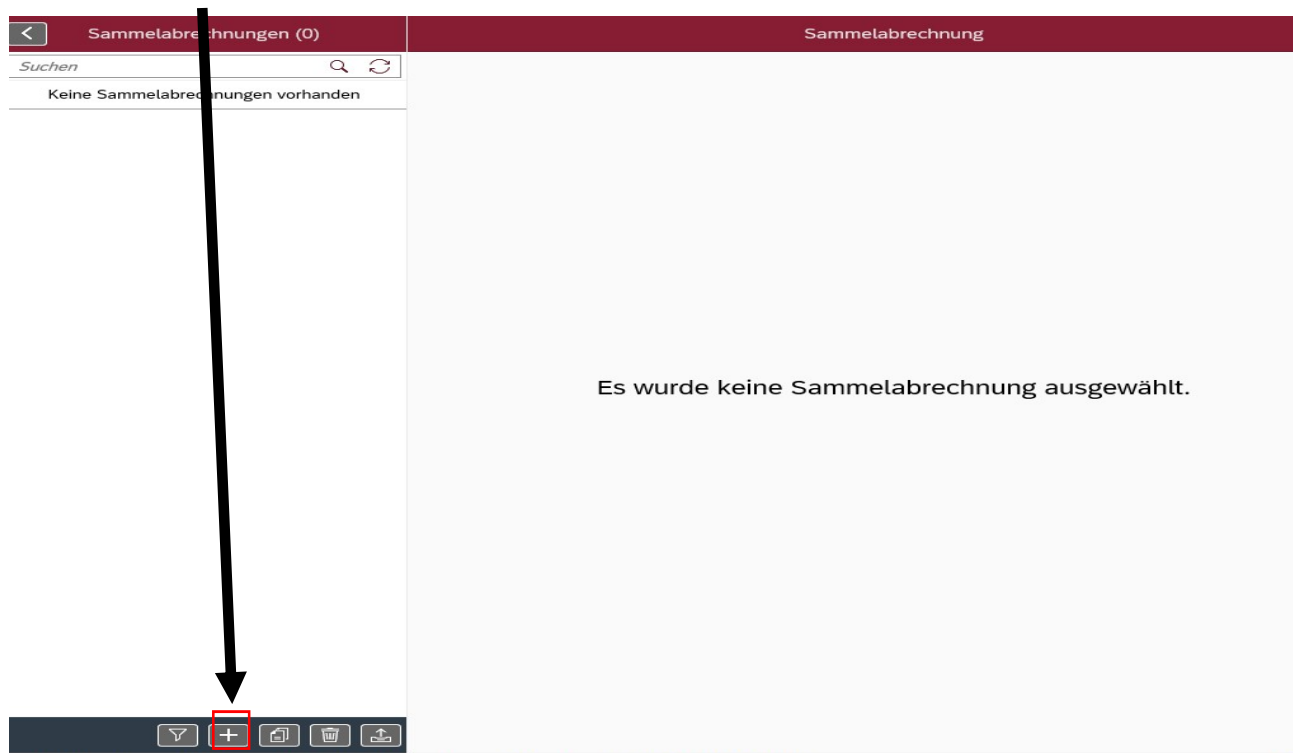 Sammelabrechnungen (0)
Sammelabrechnung
Suchen
Keine Sammelabrechnungen vorhanden
Es wurde keine Sammelabrechnung ausgewählt.